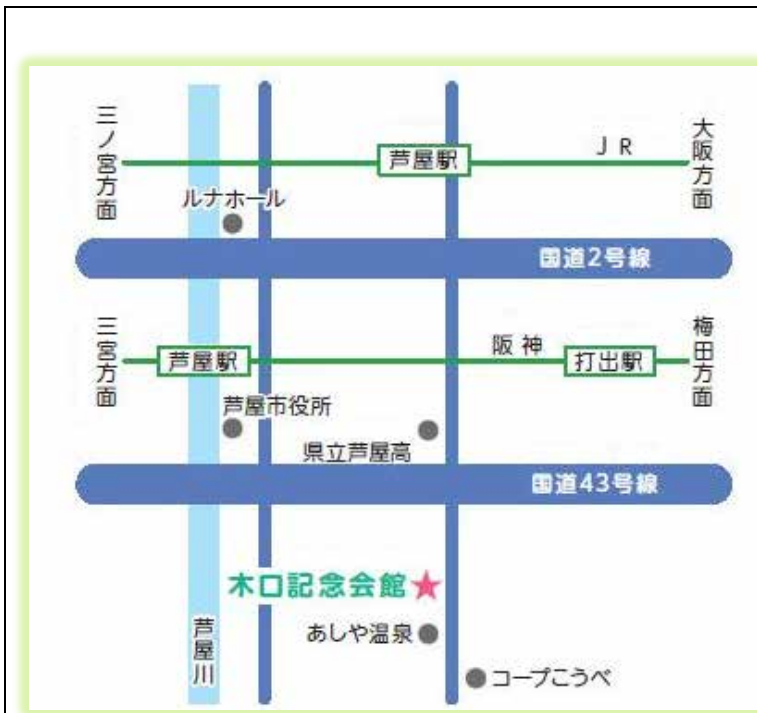 三ノ宮方面
芦屋駅
JR
大阪方面
ルナホール
国道2号線
三宮方面
芦屋駅
阪神
打出駅
梅田方面
芦屋市役所
県立芦屋高
国道43号線
木口記念会館
あしや温泉
芦屋川
コープこうべ